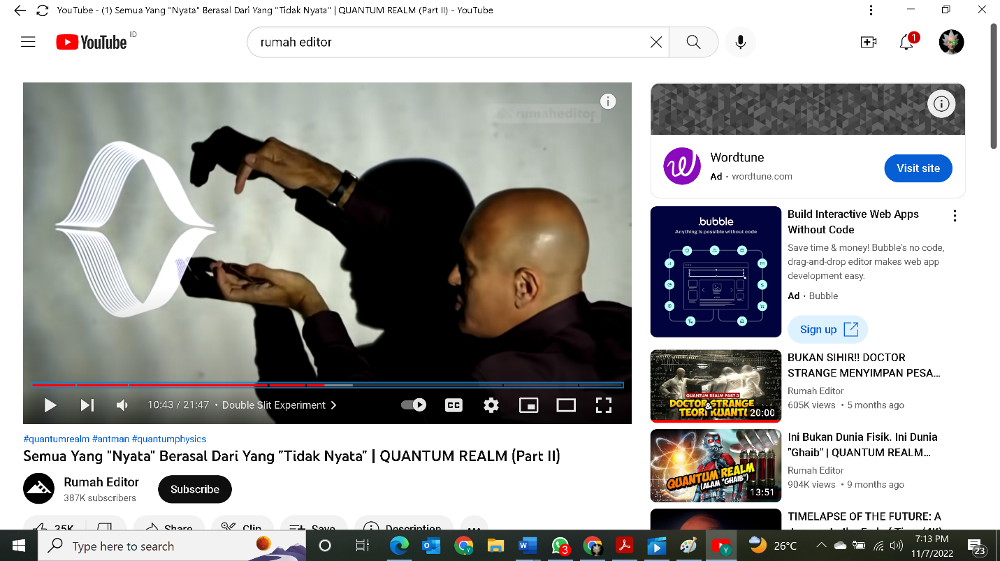 YouTube - (1) Semua Yang "Nyata" Berasal Dari Yang "Tidak Nyata" | QUANTUM REALM (Part II) - YouTube
YouTube ID
rumah editor
1
rumaheditor
10:43 / 21:47 • Double Slit Experiment
CC
#quantumrealm #antman #quantumphysics
Semua Yang "Nyata" Berasal Dari Yang "Tidak Nyata" | QUANTUM REALM (Part II)
Rumah Editor
387K subscribers
Subscribe
35K
Share
Clip
Save
Description
Wordtune
Ad · wordtune.com
Visit site
.bubble
Anything is possible without code
Build Interactive Web Apps
Without Code
Save time & money! Bubble's no code,
drag-and-drop editor makes web app
development easy.
Ad · Bubble
Sign up
QUANTUM REALM PART 3
DOCTOR STRANGE
&
TEORI KUANTU
20:00
BUKAN SIHIR!! DOCTOR
STRANGE MENYIMPAN PESA...
Rumah Editor
605K views • 5 months ago
QUANTUM REALM
(ALAM "GHAIB")
13:51
Ini Bukan Dunia Fisik. Ini Dunia
"Ghaib" | QUANTUM REALM...
Rumah Editor
904K views • 9 months ago
TIMELAPSE OF THE FUTURE: A
Type here to search
3
26°C
7:13 PM
11/7/2022
23